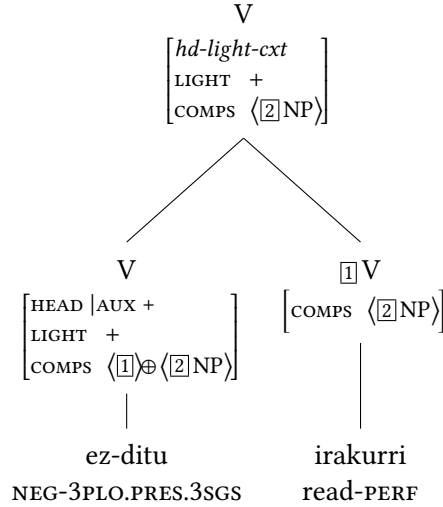 V
[hd-light-cxt
LIGHT +
COMPS ⟨[2]NP⟩]
V
[HEAD |AUX +
LIGHT +
COMPS ⟨[1]⟩⊕⟨[2]NP⟩]
[1]V
[COMPS ⟨[2]NP⟩]
ez-ditu
NEG-3PLO.PRES.3SGS
irakurri
read-PERF